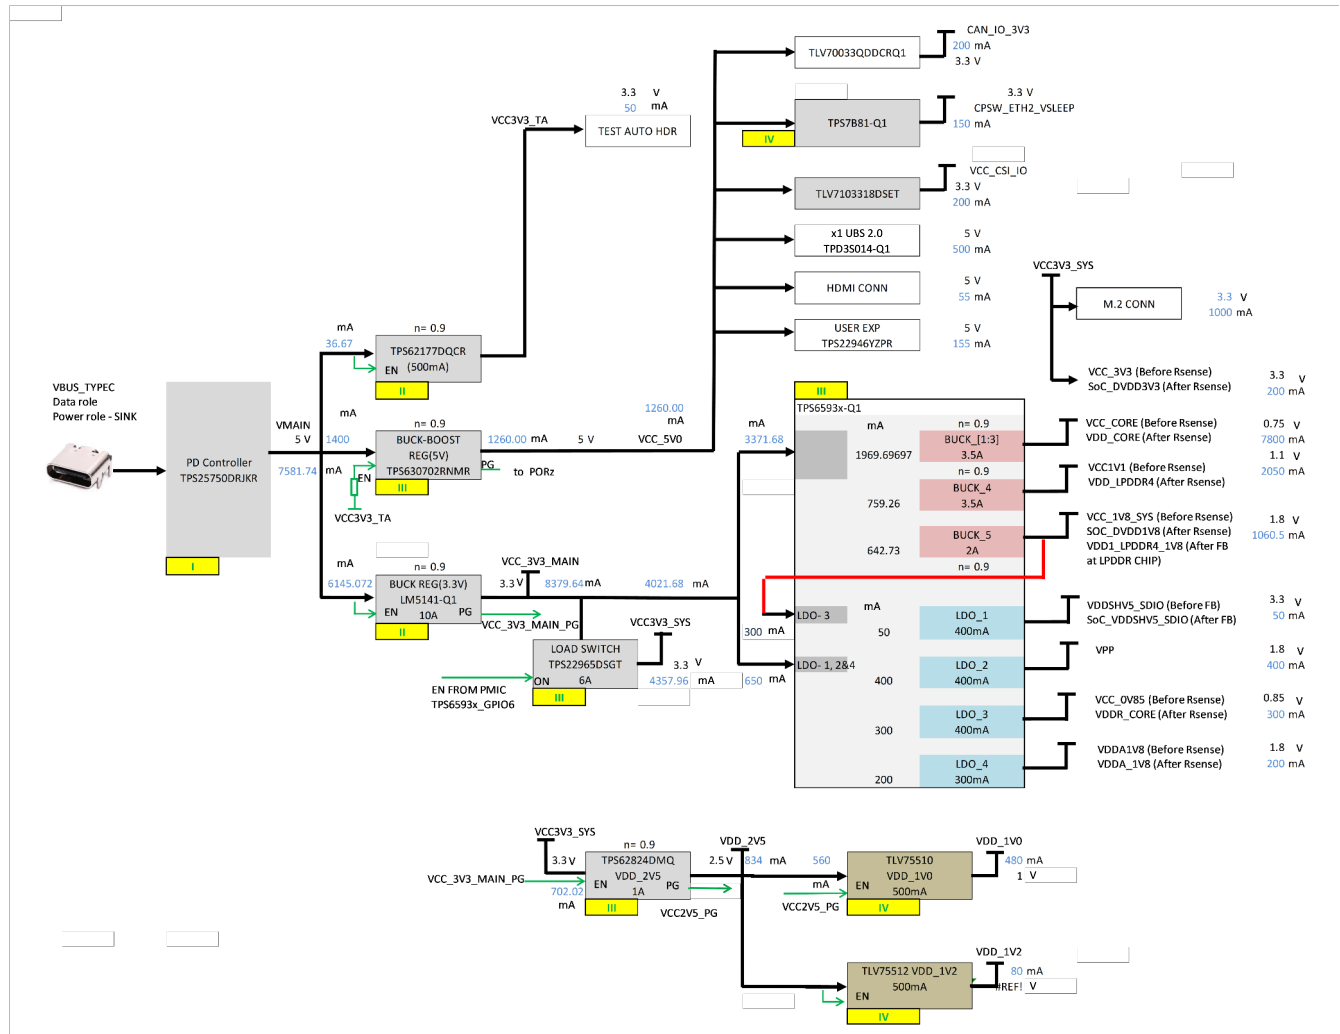 CAN_IO_3V3
200 mA
3.3 V
TLV70033QDDCRQ1
3.3 V
CPSW_ETH2_VSLEEP
TPS7B81-Q1
150 mA
IV
3.3 V
50 mA
VCC3V3_TA
TEST AUTO HDR
VCC_CSI_IO
3.3 V
200 mA
TLV7103318DSET
x1 UBS 2.0
TPD3S014-Q1
5 V
500 mA
HDMI CONN
5 V
55 mA
USER EXP
TPS22946YZPR
5 V
155 mA
VCC3V3_SYS
M.2 CONN
3.3 V
1000 mA
VCC_3V3 (Before Rsense)
SoC_DVDD3V3 (After Rsense)
3.3 V
200 mA
mA
36.67
n= 0.9
TPS62177DQCR
(500mA)
EN
II
VBUS_TYPEC
Data role
Power role - SINK
PD Controller
TPS25750DRJKR
I
VMAIN
5 V
7581.74 mA
mA
1400
n= 0.9
BUCK-BOOST
REG(5V)
TPS630702RNMR
EN
PG
III
VCC3V3_TA
1260.00 mA
5 V
to PORz
1260.00
mA
VCC_5V0
6145.072
n= 0.9
BUCK REG(3.3V)
LM5141-Q1
10A
EN
PG
II
VCC_3V3_MAIN
3.3 V
8379.64 mA
4021.68 mA
VCC_3V3_MAIN_PG
LOAD SWITCH
TPS22965DSGT
6A
ON
III
EN FROM PMIC
TPS6593x_GPIO6
VCC3V3_SYS
3.3 V
4357.96 mA
III
TPS6593x-Q1
mA
3371.68
mA
1969.69697
n= 0.9
BUCK_[1:3]
3.5A
VCC_CORE (Before Rsense)
VDD_CORE (After Rsense)
0.75 V
7800 mA
n= 0.9
BUCK_4
3.5A
759.26
VCC1V1 (Before Rsense)
VDD_LPDDR4 (After Rsense)
1.1 V
2050 mA
BUCK_5
2A
n= 0.9
642.73
VCC_1V8_SYS (Before Rsense)
SOC_DVDD1V8 (After Rsense)
VDD1_LPDDR4_1V8 (After FB
at LPDDR CHIP)
1.8 V
1060.5 mA
LDO- 3
300 mA
mA
50
LDO_1
400mA
VDDSHV5_SDIO (Before FB)
SoC_VDDSHV5_SDIO (After FB)
3.3 V
50 mA
LDO- 1, 2&4
650 mA
400
LDO_2
400mA
VPP
1.8 V
400 mA
300
LDO_3
400mA
VCC_0V85 (Before Rsense)
VDDR_CORE (After Rsense)
0.85 V
300 mA
200
LDO_4
300mA
VDDA1V8 (Before Rsense)
VDDA_1V8 (After Rsense)
1.8 V
200 mA
VCC3V3_SYS
3.3 V
VCC_3V3_MAIN_PG
702.02
mA
n= 0.9
TPS62824DMQ
VDD_2V5
1A
EN
PG
III
VCC2V5_PG
VDD_2V5
2.5 V
834 mA
560
mA
VCC2V5_PG
TLV75510
VDD_1V0
500mA
EN
IV
VDD_1V0
480 mA
1 V
TLV75512 VDD_1V2
500mA
EN
IV
VDD_1V2
80 mA
#REF! V